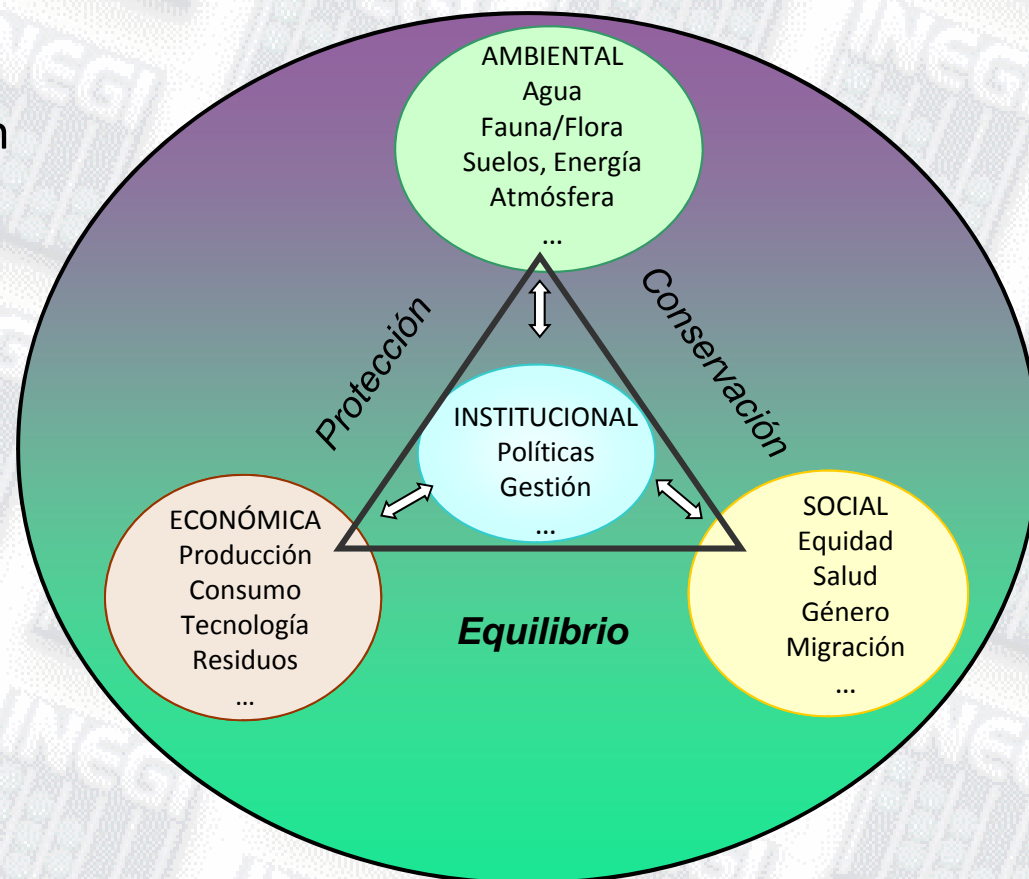 AMBIENTAL
Agua
Fauna/Flora
Suelos, Energía
Atmósfera
...
Protección
Conservación
INSTITUCIONAL
Políticas
Gestión
...
ECONÓMICA
Producción
Consumo
Tecnología
Residuos
...
SOCIAL
Equidad
Salud
Género
Migración
...
Equilibrio